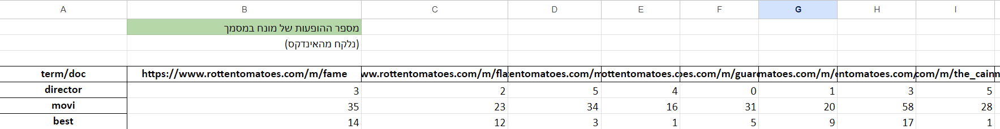 A B C D E F G H I
מספר ההופעות של מונח במסמך
(נלקח מהאינדקס)
term/doc https://www.rottentomatoes.com/m/fame ww.rottentomatoes.com/m/fla entomatoes.com/m ottentomatoes.c oes.com/m/guar matoes.com/m/ ntomatoes.com/ com/m/the_cain
director 3 2 5 4 0 1 3 5
movi 35 23 34 16 31 20 58 28
best 14 12 3 1 5 9 17 1